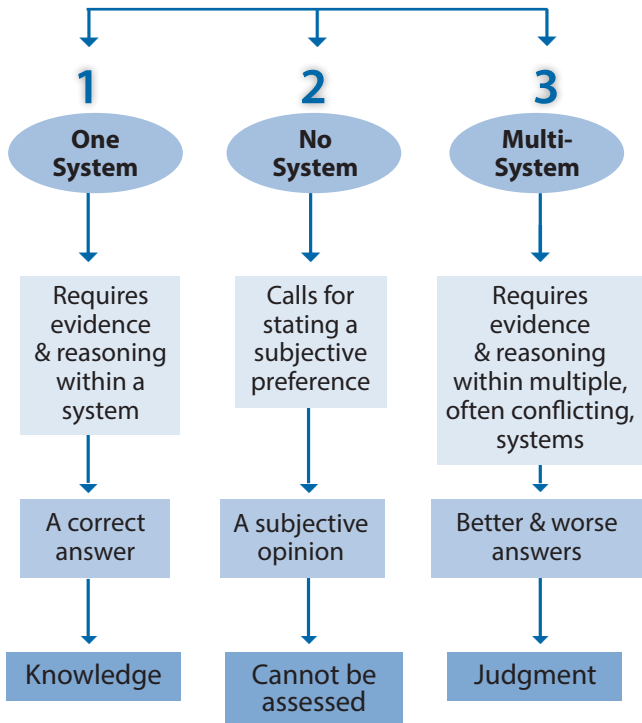 1
One
System
Requires
evidence
& reasoning
within a
system
A correct
answer
Knowledge
2
No
System
Calls for
stating a
subjective
preference
A subjective
opinion
Cannot be
assessed
3
Multi-
System
Requires
evidence
& reasoning
within multiple,
often conflicting,
systems
Better & worse
answers
Judgment